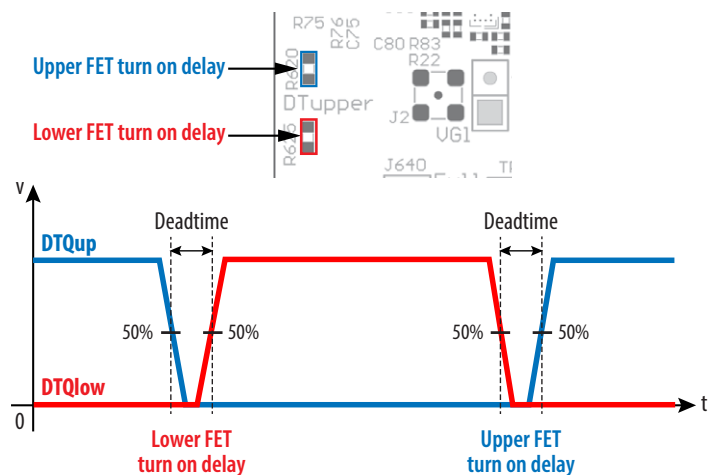 R75
R76
C75
C80 R83
R22
Upper FET turn on delay
R620
DTupper
Lower FET turn on delay
R625
J2
VG1
J640
v
Deadtime
Deadtime
DTQup
50%
50%
50%
50%
DTQlow
0
t
Lower FET
turn on delay
Upper FET
turn on delay